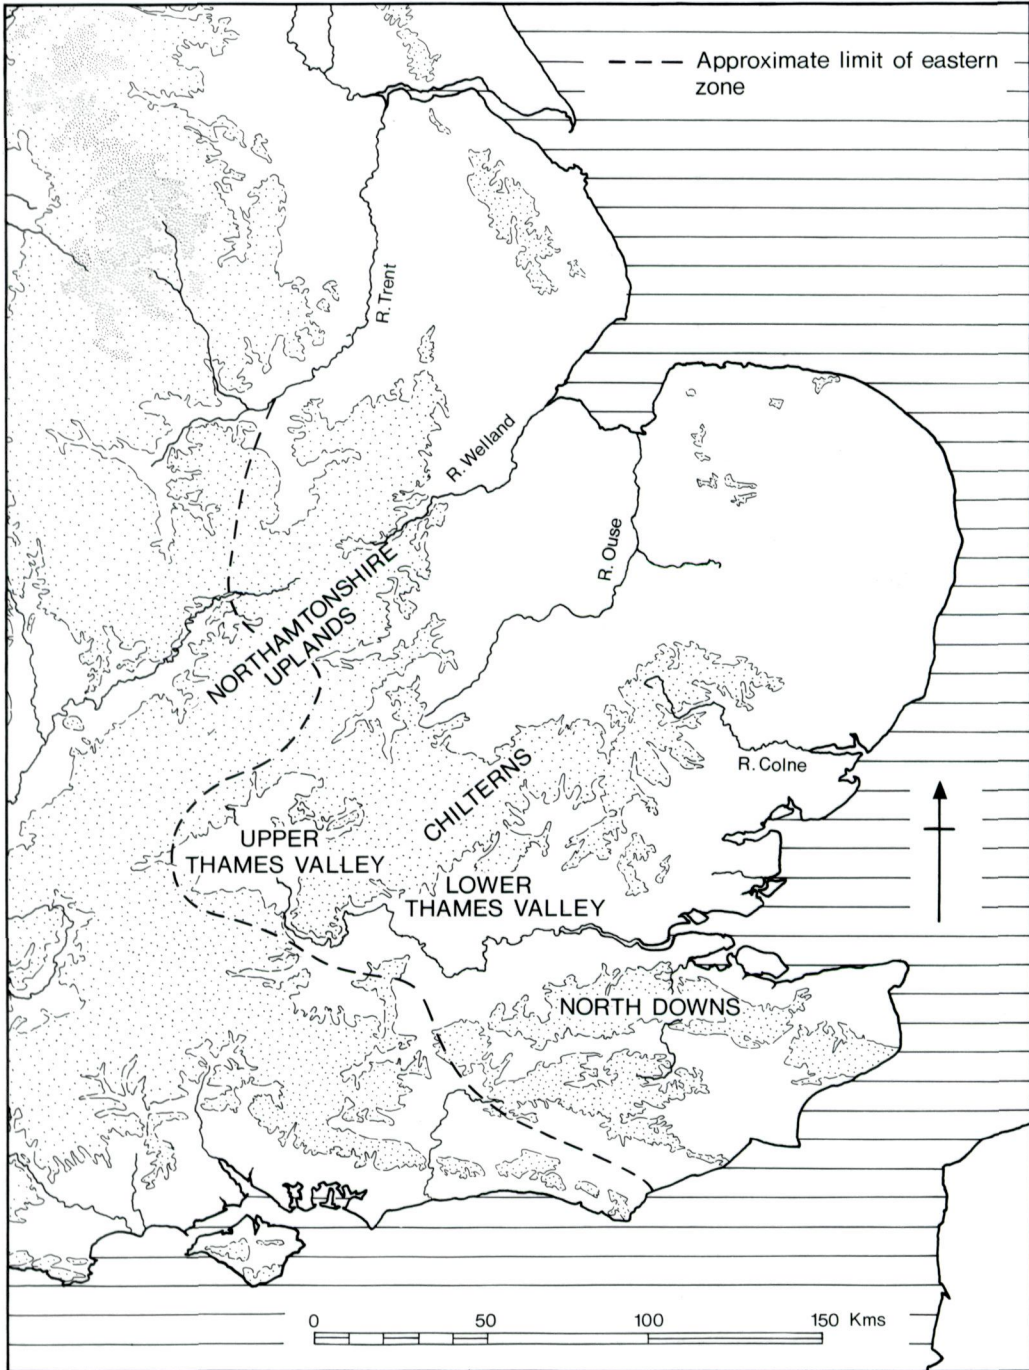 Approximate limit of eastern
zone
R. Trent
R. Welland
R. Ouse
NORTHAMTONSHIRE
UPLANDS
R. Colne
CHILTERNS
UPPER
THAMES VALLEY
LOWER
THAMES VALLEY
NORTH DOWNS
0 50 100 150 Kms